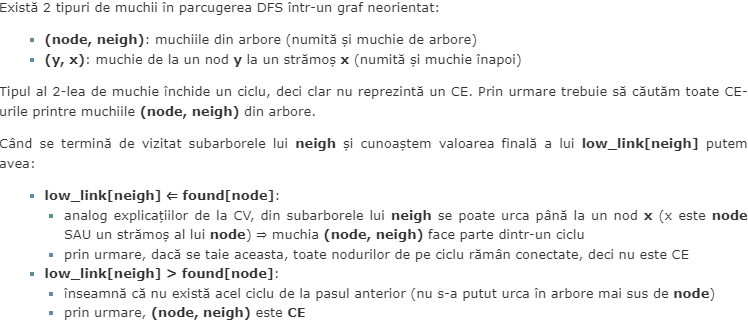 Există 2 tipuri de muchii în parcugerea DFS într-un graf neorientat:
(node, neigh): muchiile din arbore (numită și muchie de arbore)
(y, x): muchie de la un nod y la un strămoș x (numită și muchie înapoi)
Tipul al 2-lea de muchie închide un ciclu, deci clar nu reprezintă un CE. Prin urmare trebuie să căutăm toate CE-
urile printre muchiile (node, neigh) din arbore.
Când se termină de vizitat subarborele lui neigh și cunoaștem valoarea finală a lui low_link[neigh] putem
avea:
low_link[neigh] ⇐ found[node]:
analog explicațiilor de la CV, din subarborele lui neigh se poate urca până la un nod x (x este node
SAU un strămoș al lui node) ⇒ muchia (node, neigh) face parte dintr-un ciclu
prin urmare, dacă se taie aceasta, toate nodurilor de pe ciclu rămân conectate, deci nu este CE
low_link[neigh] > found[node]:
înseamnă că nu există acel ciclu de la pasul anterior (nu s-a putut urca în arbore mai sus de node)
prin urmare, (node, neigh) este CE